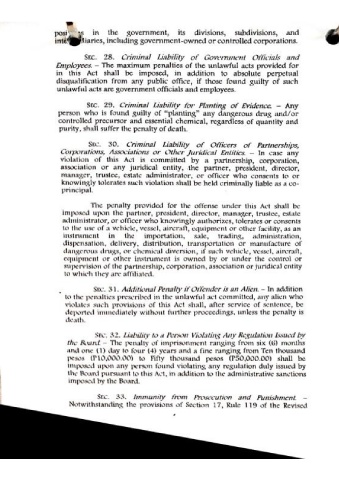 in the government, its divisions, subdivisions, and
diaries, including government-owned or controlled corporations.
SEC. 28. Criminal Liability of Government Officials and
Employees. – The maximum penalties of the unlawful acts provided for
in this Act shall be imposed, in addition to absolute perpetual
disqualification from any public office, if those found guilty of such
unlawful acts are government officials and employees.
SEC. 29. Criminal Liability for Planting of Evidence. – Any
person who is found guilty of "planting" any dangerous drug and/or
controlled precursor and essential chemical, regardless of quantity and
purity, shall suffer the penalty of death.
SEC. 30. Criminal Liability of Officers of Partnerships,
Corporations, Associations or Other Juridical Entities. – In case any
violation of this Act is committed by a partnership, corporation,
association or any juridical entity, the partner, president, director,
manager, trustee, estate administrator, or officer who consents to or
knowingly tolerates such violation shall be held criminally liable as a co-
principal.
The penalty provided for the offense under this Act shall be
imposed upon the partner, president, director, manager, trustee, estate
administrator, or officer who knowingly authorizes, tolerates or consents
to the use of a vehicle, vessel, aircraft, equipment or other facility, as an
instrument in the importation, sale, trading, administration,
dispensation, delivery, distribution, transportation or manufacture of
dangerous drugs, or chemical diversion, if such vehicle, vessel, aircraft,
equipment or other instrument is owned by or under the control or
supervision of the partnership, corporation, association or juridical entity
to which they are affiliated.
SEC. 31. Additional Penalty if Offender is an Alien. – In addition
to the penalties prescribed in the unlawful act committed, any alien who
violates such provisions of this Act shall, after service of sentence, be
deported immediately without further proceedings, unless the penalty is
death.
SEC. 32. Liability to a Person Violating Any Regulation Issued by
the Board. – The penalty of imprisonment ranging from six (6) months
and one (1) day to four (4) years and a fine ranging from Ten thousand
pesos (P10,000.00) to Fifty thousand pesos (P50,000.00) shall be
imposed upon any person found violating any regulation duly issued by
the Board pursuant to this Act, in addition to the administrative sanctions
imposed by the Board.
SEC. 33. Immunity from Prosecution and Punishment. –
Notwithstanding the provisions of Section 17, Rule 119 of the Revised